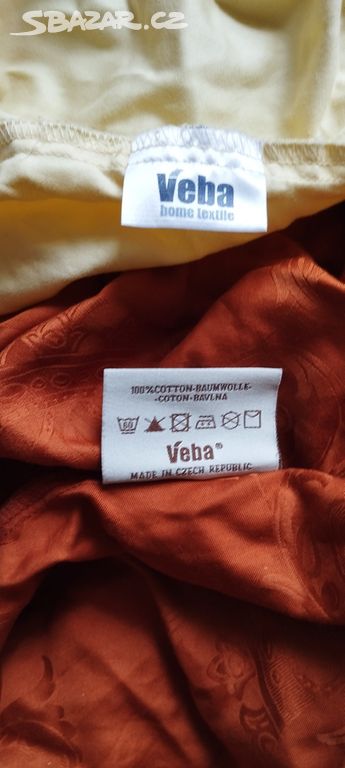 SBAZAR.CZ
Veba
home textile
100%COTTON-BAUMWOLLE-
-COTON-BAVLNA
60
Veba®
MADE IN CZECH REPUBLIC